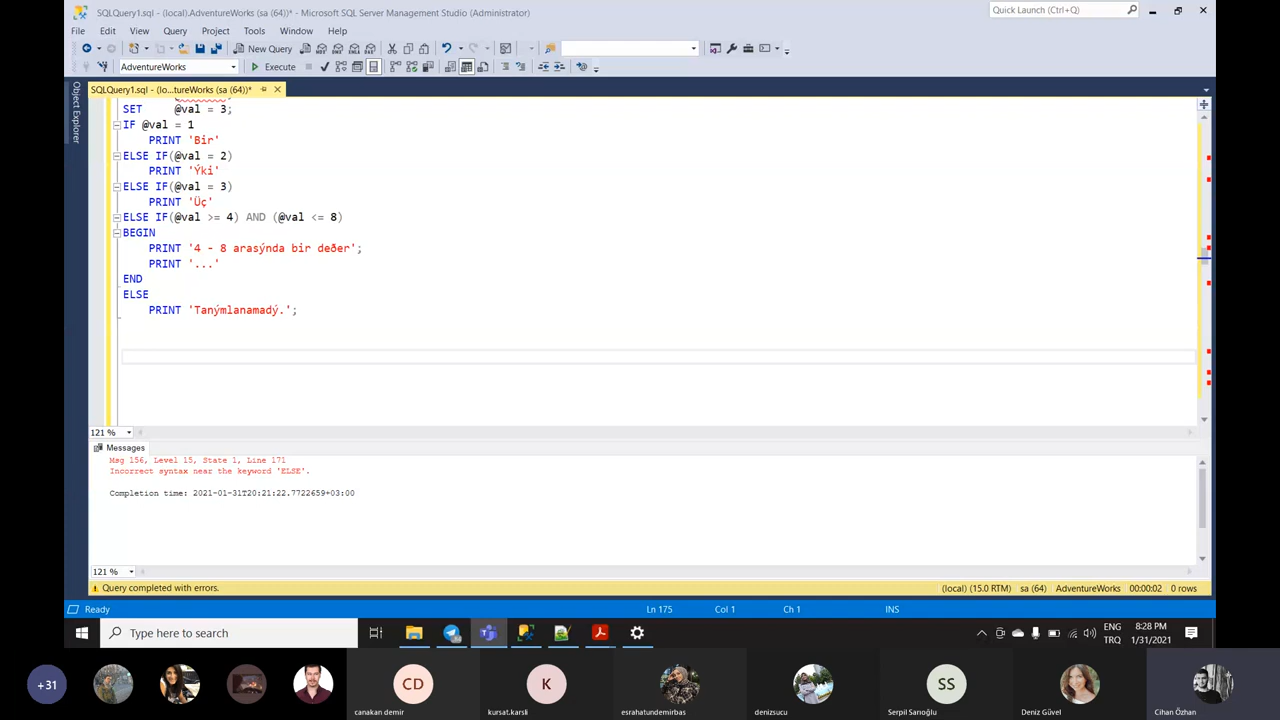 SQLQuery1.sql - (local).AdventureWorks (sa (64))* - Microsoft SQL Server Management Studio (Administrator)
Quick Launch (Ctrl+Q)
File Edit View Query Project Tools Window Help
New Query
AdventureWorks
Execute
Object Explorer
SQLQuery1.sql - (lo...tureWorks (sa (64))*
SET @val = 3;
IF @val = 1
PRINT 'Bir'
ELSE IF(@val = 2)
PRINT 'Ýki'
ELSE IF(@val = 3)
PRINT 'Üç'
ELSE IF(@val >= 4) AND (@val <= 8)
BEGIN
PRINT '4 - 8 arasýnda bir deðer';
PRINT '...'
END
ELSE
PRINT 'Tanýmlanamadý.';
121 %
Messages
Msg 156, Level 15, State 1, Line 171
Incorrect syntax near the keyword 'ELSE'.
Completion time: 2021-01-31T20:21:22.7722659+03:00
121 %
Query completed with errors.
(local) (15.0 RTM) sa (64) AdventureWorks 00:00:02 0 rows
Ready
Ln 175 Col 1 Ch 1 INS
Type here to search
ENG 8:28 PM
TRQ 1/31/2021
+31
CD
K
SS
canakan demir
kursat.karsli
esrahatundemirbas
denizsucu
Serpil Sarıoğlu
Deniz Güvel
Cihan Özhan